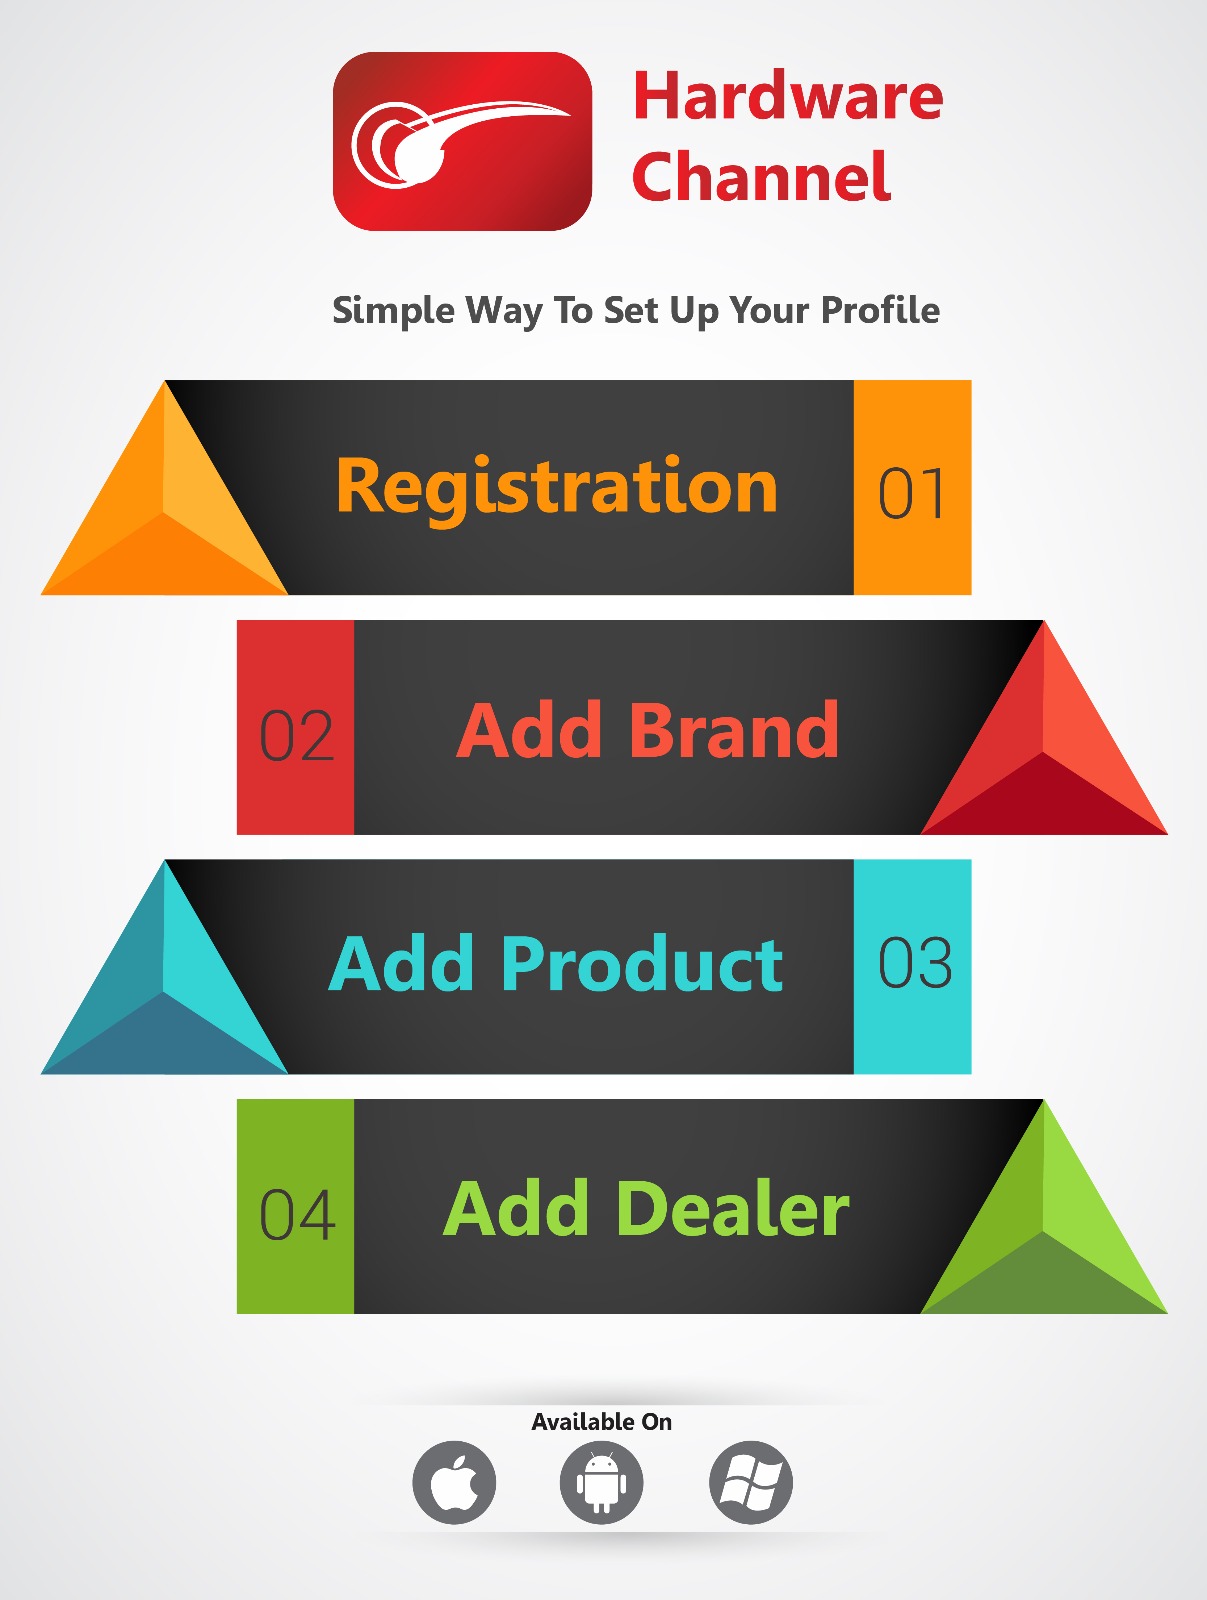 Hardware
Channel
Simple Way To Set Up Your Profile
Registration
01
02
Add Brand
Add Product
03
04
Add Dealer
Available On